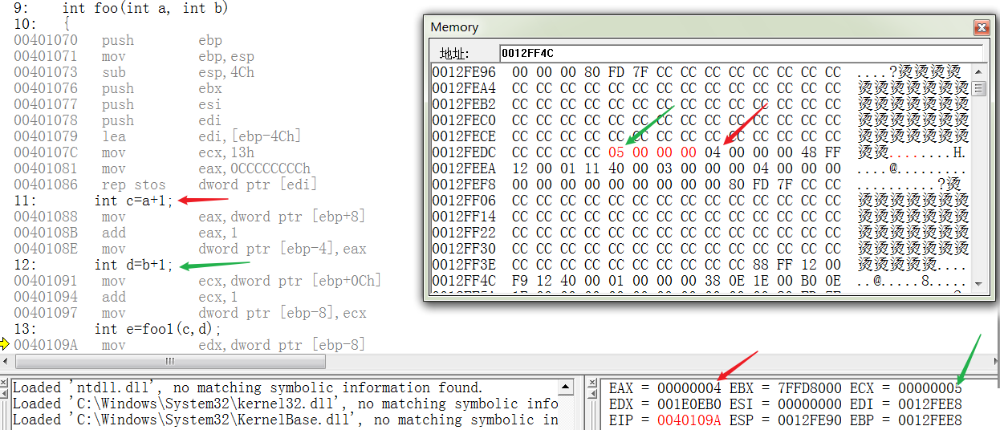 9: int foo(int a, int b)
10: {
00401070 push ebp
00401071 mov ebp,esp
00401073 sub esp,4Ch
00401076 push ebx
00401077 push esi
00401078 push edi
00401079 lea edi,[ebp-4Ch]
0040107C mov ecx,13h
00401081 mov eax,0CCCCCCCCh
00401086 rep stos dword ptr [edi]
11: int c=a+1;
00401088 mov eax,dword ptr [ebp+8]
0040108B add eax,1
0040108E mov dword ptr [ebp-4],eax
12: int d=b+1;
00401091 mov ecx,dword ptr [ebp+0Ch]
00401094 add ecx,1
00401097 mov dword ptr [ebp-8],ecx
13: int e=foo1(c,d);
0040109A mov edx,dword ptr [ebp-8]
Memory
地址: 0012FF4C
0012FE96 00 00 00 80 FD 7F CC CC CC CC CC CC CC CC ....?烫烫烫烫
0012FEA4 CC CC CC CC CC CC CC CC CC CC CC CC CC CC 烫烫烫烫烫烫烫
0012FEB2 CC CC CC CC CC CC CC CC CC CC CC CC CC CC 烫烫烫烫烫烫烫
0012FEC0 CC CC CC CC CC CC CC CC CC CC CC CC CC CC 烫烫烫烫烫烫烫
0012FECE CC CC CC CC CC CC CC CC CC CC CC CC CC CC 烫烫烫烫烫烫烫
0012FEDC CC CC CC CC 05 00 00 00 04 00 00 00 48 FF 烫烫........H.
0012FEEA 12 00 01 11 40 00 03 00 00 00 04 00 00 00 ....@.........
0012FEF8 00 00 00 00 00 00 00 00 00 80 FD 7F CC CC .........?烫
0012FF06 CC CC CC CC CC CC CC CC CC CC CC CC CC CC 烫烫烫烫烫烫烫
0012FF14 CC CC CC CC CC CC CC CC CC CC CC CC CC CC 烫烫烫烫烫烫烫
0012FF22 CC CC CC CC CC CC CC CC CC CC CC CC CC CC 烫烫烫烫烫烫烫
0012FF30 CC CC CC CC CC CC CC CC CC CC CC CC CC CC 烫烫烫烫烫烫烫
0012FF3E CC CC CC CC CC CC CC CC CC CC 88 FF 12 00 烫烫烫烫烫....
0012FF4C F9 12 40 00 01 00 00 00 38 0E 1E 00 B0 0E ..@.....8.....
Loaded 'ntdll.dll', no matching symbolic information found.
Loaded 'C:\Windows\System32\kernel32.dll', no matching symbolic info
Loaded 'C:\Windows\System32\KernelBase.dll', no matching symbolic in
EAX = 00000004 EBX = 7FFD8000 ECX = 00000005
EDX = 001E0EB0 ESI = 00000000 EDI = 0012FEE8
EIP = 0040109A ESP = 0012FE90 EBP = 0012FEE8